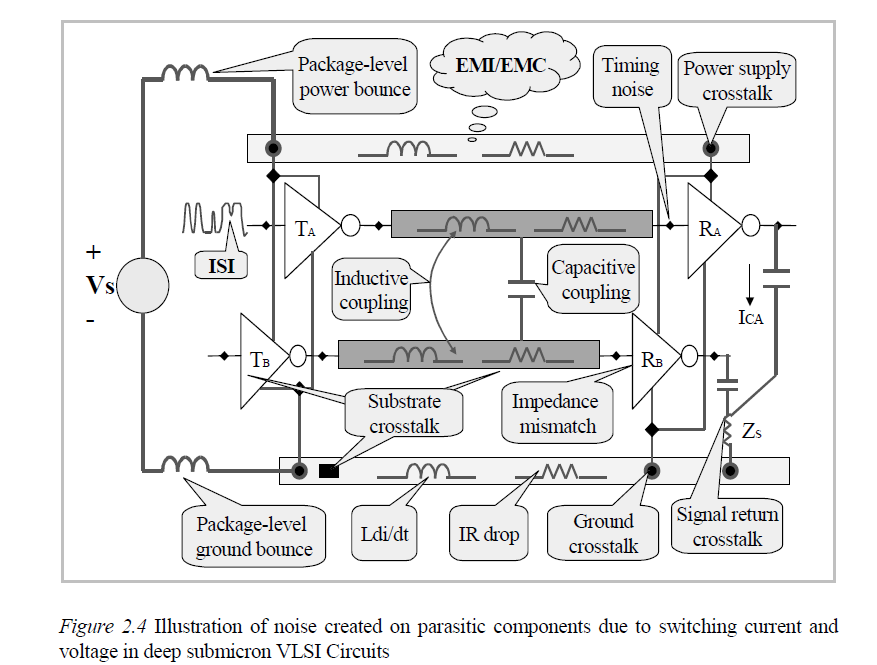 Package-level
power bounce
EMI/EMC
Timing
noise
Power supply
crosstalk
TA
RA
ISI
+
Vs
-
Inductive
coupling
Capacitive
coupling
ICA
TB
RB
Substrate
crosstalk
Impedance
mismatch
Zs
Package-level
ground bounce
Ldi/dt
IR drop
Ground
crosstalk
Signal return
crosstalk
Figure 2.4 Illustration of noise created on parasitic components due to switching current and
voltage in deep submicron VLSI Circuits